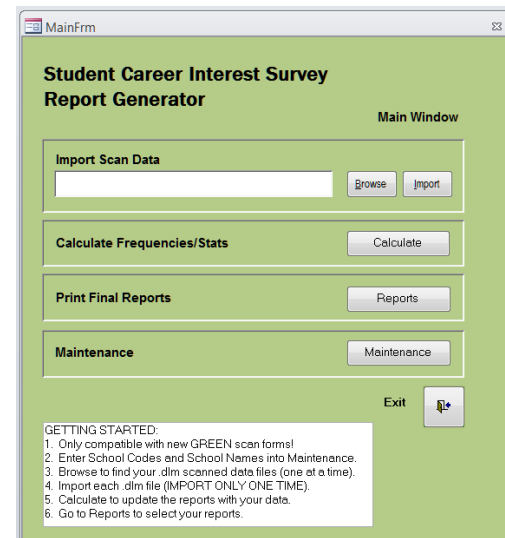 MainFrm
Student Career Interest Survey
Report Generator
Main Window
Import Scan Data
Browse Import
Calculate Frequencies/Stats Calculate
Print Final Reports Reports
Maintenance Maintenance
Exit
GETTING STARTED:
1. Only compatible with new GREEN scan forms!
2. Enter School Codes and School Names into Maintenance.
3. Browse to find your .dlm scanned data files (one at a time).
4. Import each .dlm file (IMPORT ONLY ONE TIME).
5. Calculate to update the reports with your data.
6. Go to Reports to select your reports.